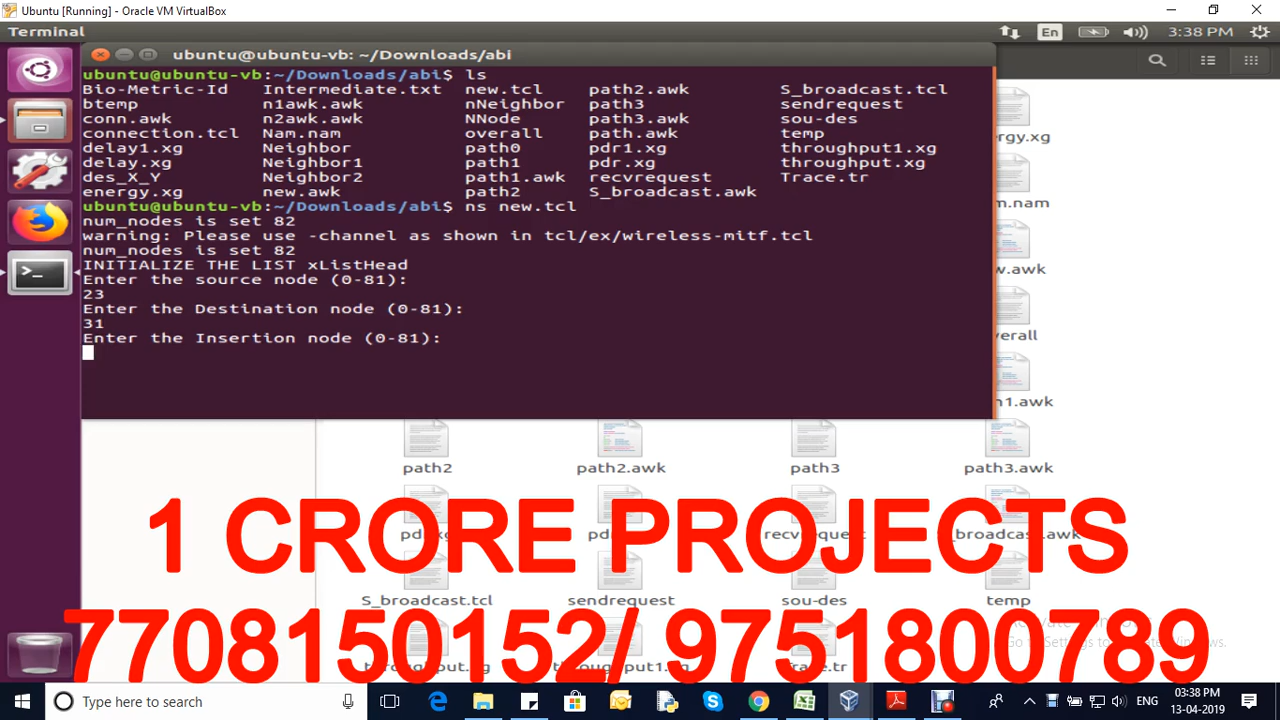 Ubuntu [Running] - Oracle VM VirtualBox
Terminal
En
3:38 PM
ubuntu@ubuntu-vb: ~/Downloads/abi
ubuntu@ubuntu-vb:~/Downloads/abi$ ls
Bio-Metric-Id Intermediate.txt new.tcl path2.awk S_broadcast.tcl
btemp n1awk.awk nNeighbor path3 sendrequest
conn.awk n2awk.awk NNode path3.awk sou-des
connection.tcl Nam.nam overall path.awk temp
delay1.xg Neighbor path0 pdr1.xg throughput1.xg
delay.xg Neighbor1 path1 pdr.xg throughput.xg
des_X_Y Neighbor2 path1.awk recvrequest Trace.tr
energy.xg new.awk path2 S_broadcast.awk
ubuntu@ubuntu-vb:~/Downloads/abi$ ns new.tcl
num_nodes is set 82
warning: Please use -channel as shown in tcl/ex/wireless-mitf.tcl
num_nodes is set 82
INITIALIZE THE LIST xListHead
Enter the source node (0-81):
23
Enter the Destination node (0-81):
31
Enter the Insertion node (0-81):
path2 path2.awk path3 path3.awk
1 CRORE PROJECTS
recvrequest
S_broadcast.tcl sendrequest sou-des temp
7708150152/ 9751800789
Go to Settings to activate Windows.
Type here to search
ENG
03:38 PM
13-04-2019